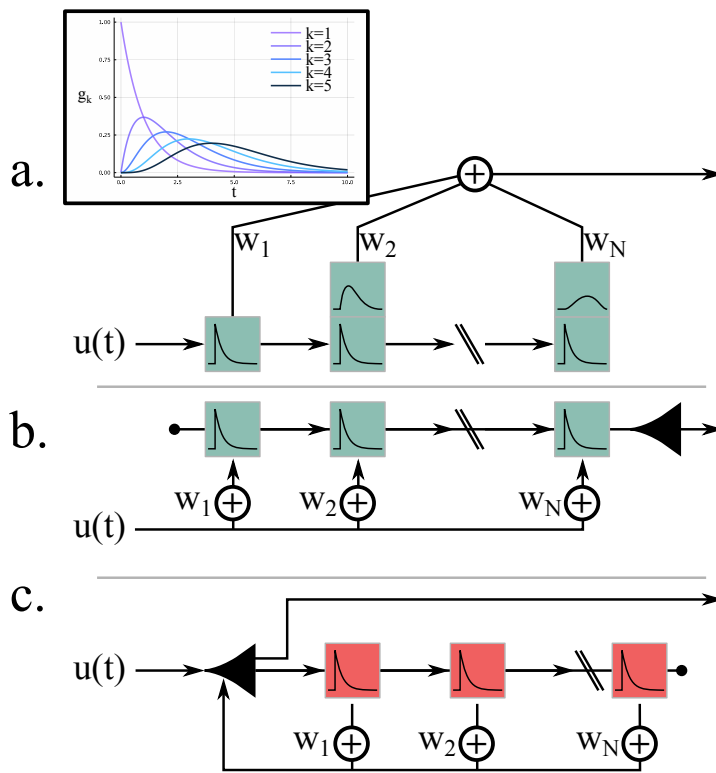 1.00
0.75
0.50
0.25
0.00
g_k
0.0
2.5
5.0
7.5
10.0
t
k=1
k=2
k=3
k=4
k=5
a.
w_1
w_2
w_N
u(t)
b.
w_1
w_2
w_N
u(t)
c.
u(t)
w_1
w_2
w_N